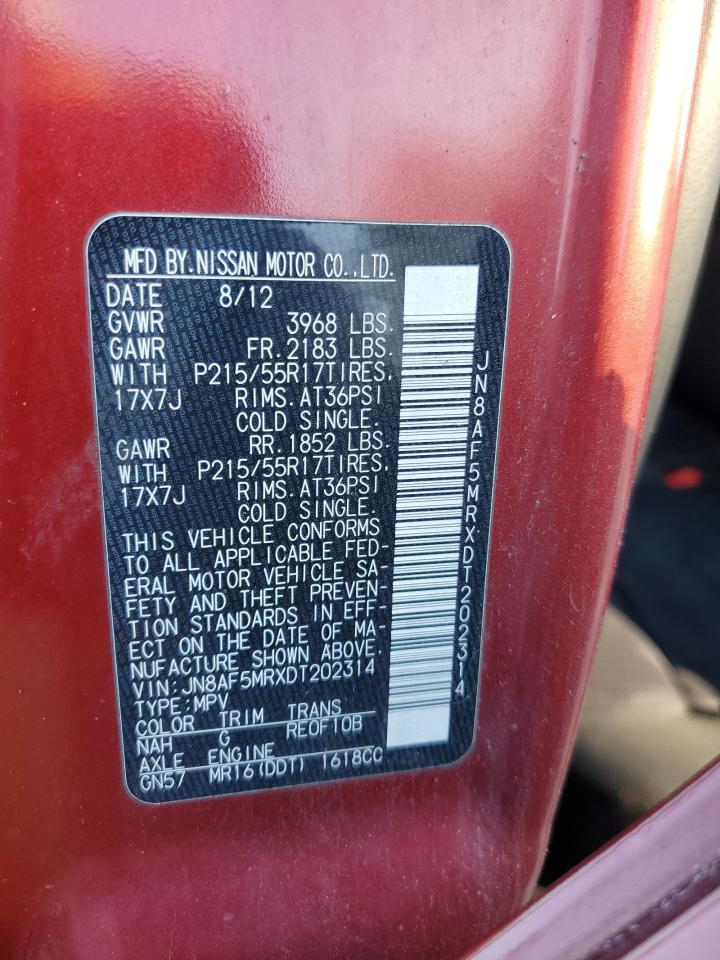 MFD BY.NISSAN MOTOR CO.,LTD.
DATE 8/12
GVWR 3968 LBS.
GAWR FR.2183 LBS.
WITH P215/55R17TIRES.
17X7J RIMS.AT36PSI
COLD SINGLE.
GAWR RR.1852 LBS.
WITH P215/55R17TIRES.
17X7J RIMS.AT36PSI
COLD SINGLE.
THIS VEHICLE CONFORMS
TO ALL APPLICABLE FED-
ERAL MOTOR VEHICLE SA-
FETY AND THEFT PREVEN-
TION STANDARDS IN EFF-
ECT ON THE DATE OF MA-
NUFACTURE SHOWN ABOVE.
VIN:JN8AF5MRXDT202314
TYPE:MPV
COLOR TRIM TRANS
NAH G RE0F10B
AXLE ENGINE
GN57 MR16(DDT) 1618CC
JN8AF5MRXDT202314